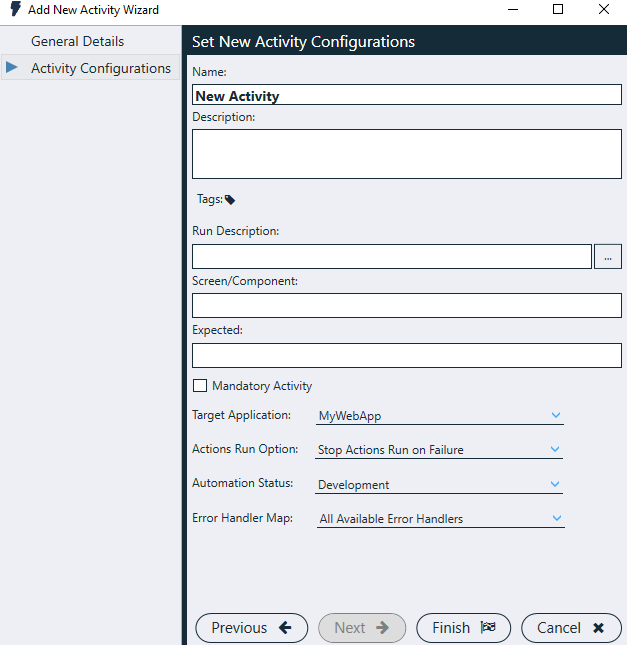 Add New Activity Wizard
General Details
Activity Configurations
Set New Activity Configurations
Name:
New Activity
Description:
Tags:
Run Description:
...
Screen/Component:
Expected:
Mandatory Activity
Target Application: MyWebApp
Actions Run Option: Stop Actions Run on Failure
Automation Status: Development
Error Handler Map: All Available Error Handlers
Previous Next Finish Cancel